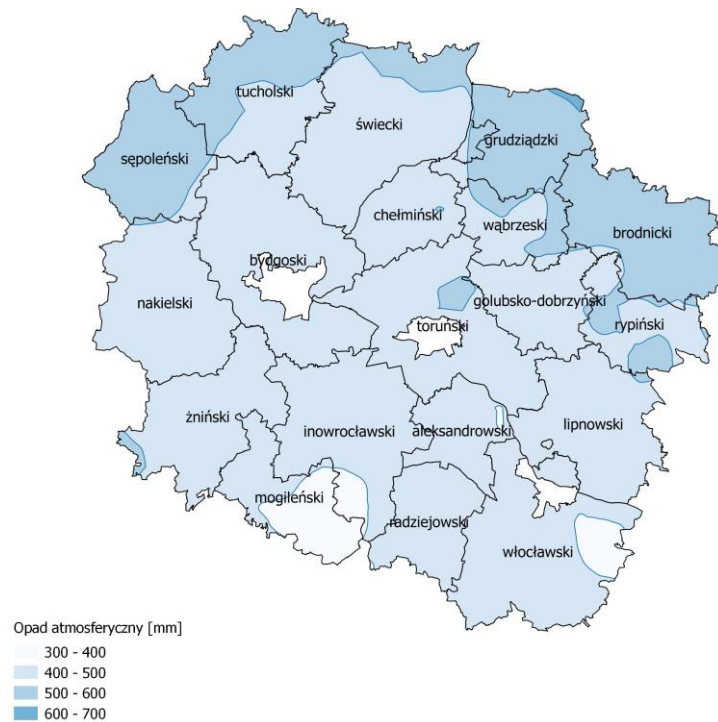 tucholski
świecki
sępoleński
grudziądzki
chełmiński
wąbrzeski
brodnicki
bydgoski
nakielski
golubsko-dobrzyński
toruński
rypiński
żniński
inowrocławski
aleksandrowski
lipnowski
mogileński
radziejowski
włocławski
Opad atmosferyczny [mm]
300 - 400
400 - 500
500 - 600
600 - 700